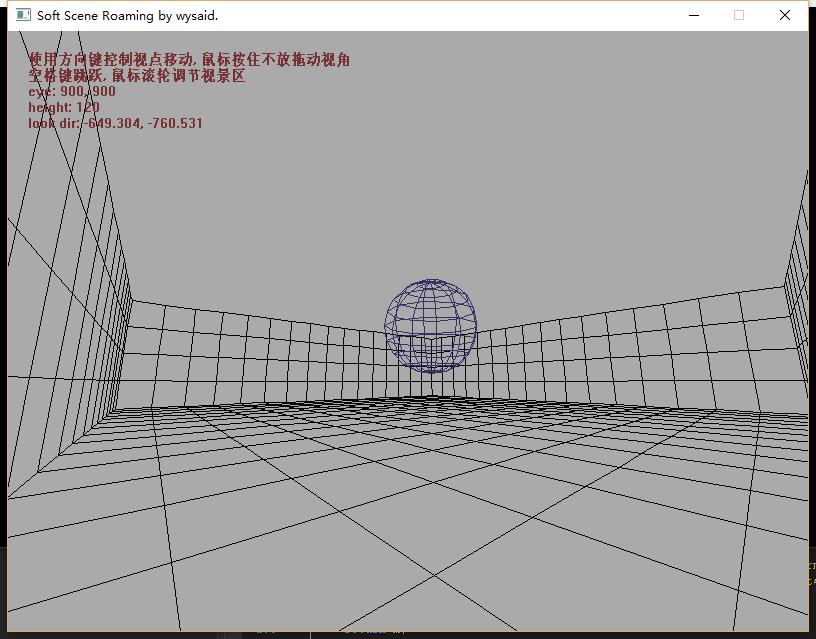 Soft Scene Roaming by wysaid.
使用方向键控制视点移动, 鼠标按住不放拖动视角
空格键跳跃, 鼠标滚轮调节视景区
eye: 900, 900
height: 120
look dir: -649.304, -760.531